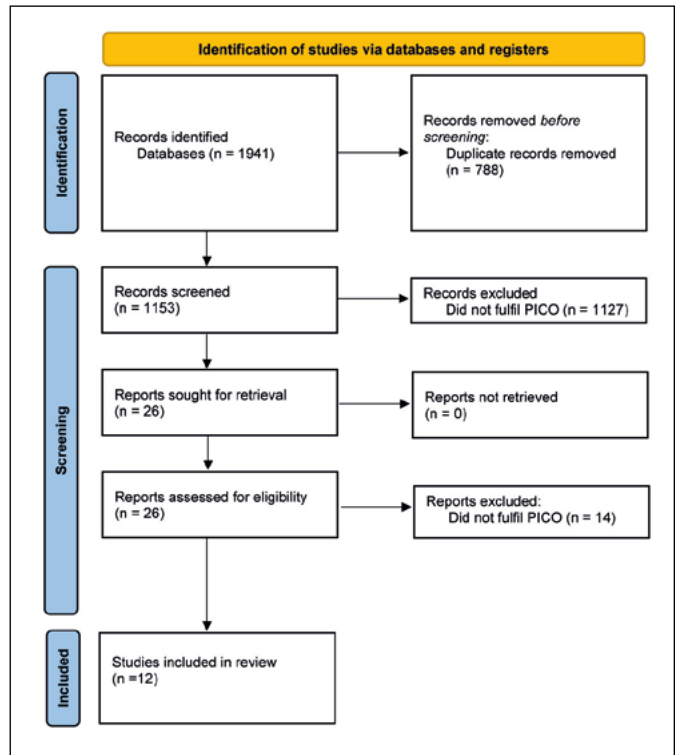 Identification of studies via databases and registers
Identification
Records identified
Databases (n = 1941)
Records removed before
screening:
Duplicate records removed
(n = 788)
Screening
Records screened
(n = 1153)
Records excluded
Did not fulfil PICO (n = 1127)
Reports sought for retrieval
(n = 26)
Reports not retrieved
(n = 0)
Reports assessed for eligibility
(n = 26)
Reports excluded:
Did not fulfil PICO (n = 14)
Included
Studies included in review
(n =12)